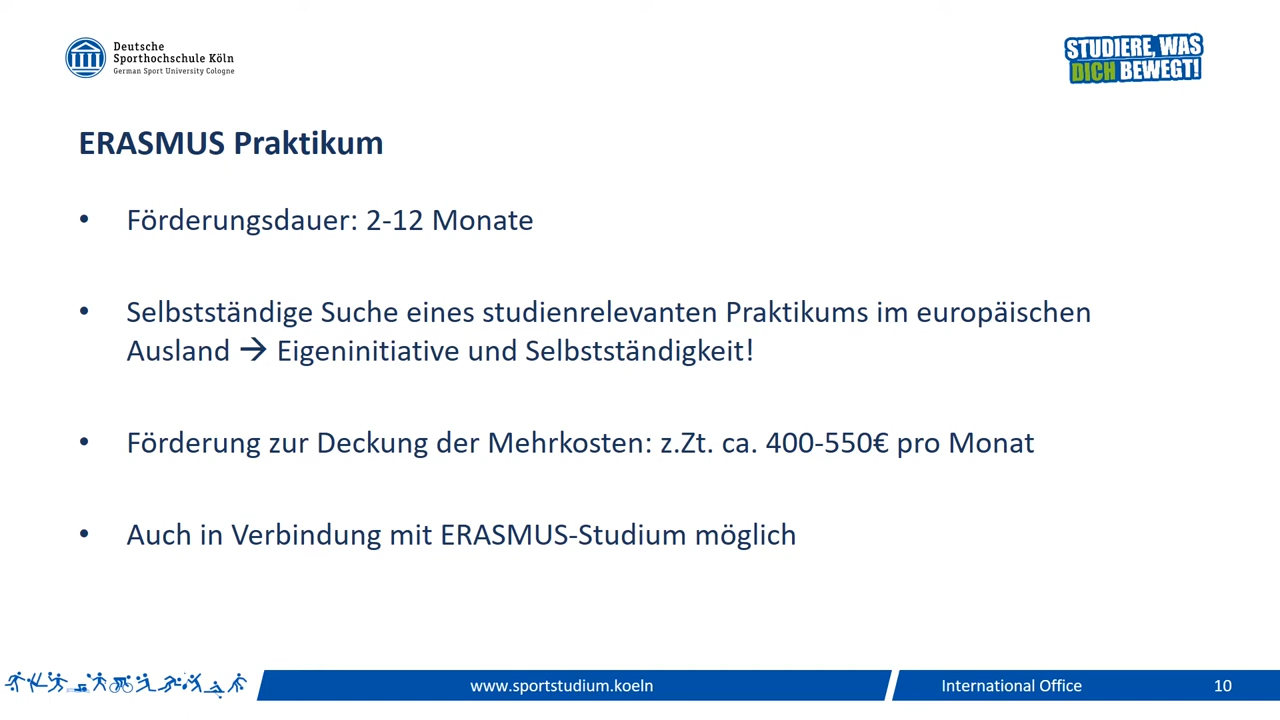 Deutsche
Sporthochschule Köln
German Sport University Cologne
STUDIERE, WAS
DICH BEWEGT!
ERASMUS Praktikum
• Förderungsdauer: 2-12 Monate
• Selbstständige Suche eines studienrelevanten Praktikums im europäischen
Ausland → Eigeninitiative und Selbstständigkeit!
• Förderung zur Deckung der Mehrkosten: z.Zt. ca. 400-550€ pro Monat
• Auch in Verbindung mit ERASMUS-Studium möglich
www.sportstudium.koeln
International Office
10